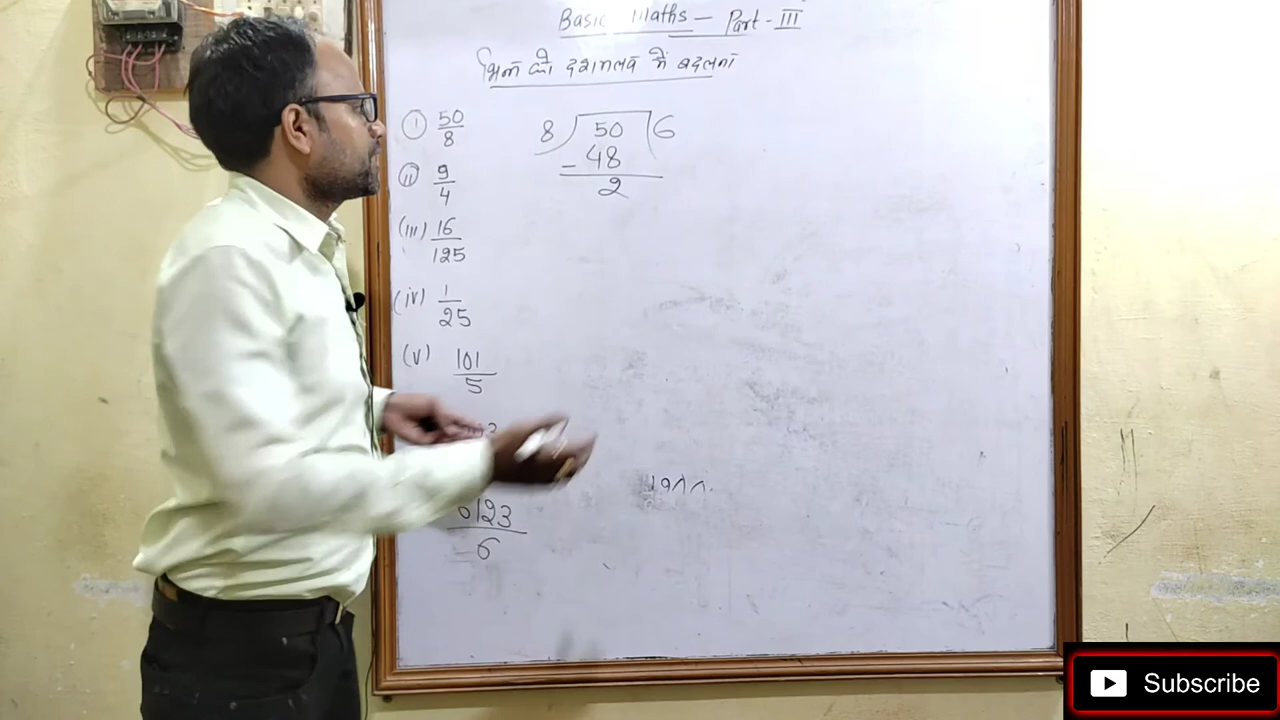 Basic Maths - Part-III
भिन्न को दशमलव में बदलना
(i) 50/8
8 ) 50 ( 6
- 48
2
(ii) 9/4
(iii) 16/125
(iv) 1/25
(v) 101/5
6123/6
Subscribe